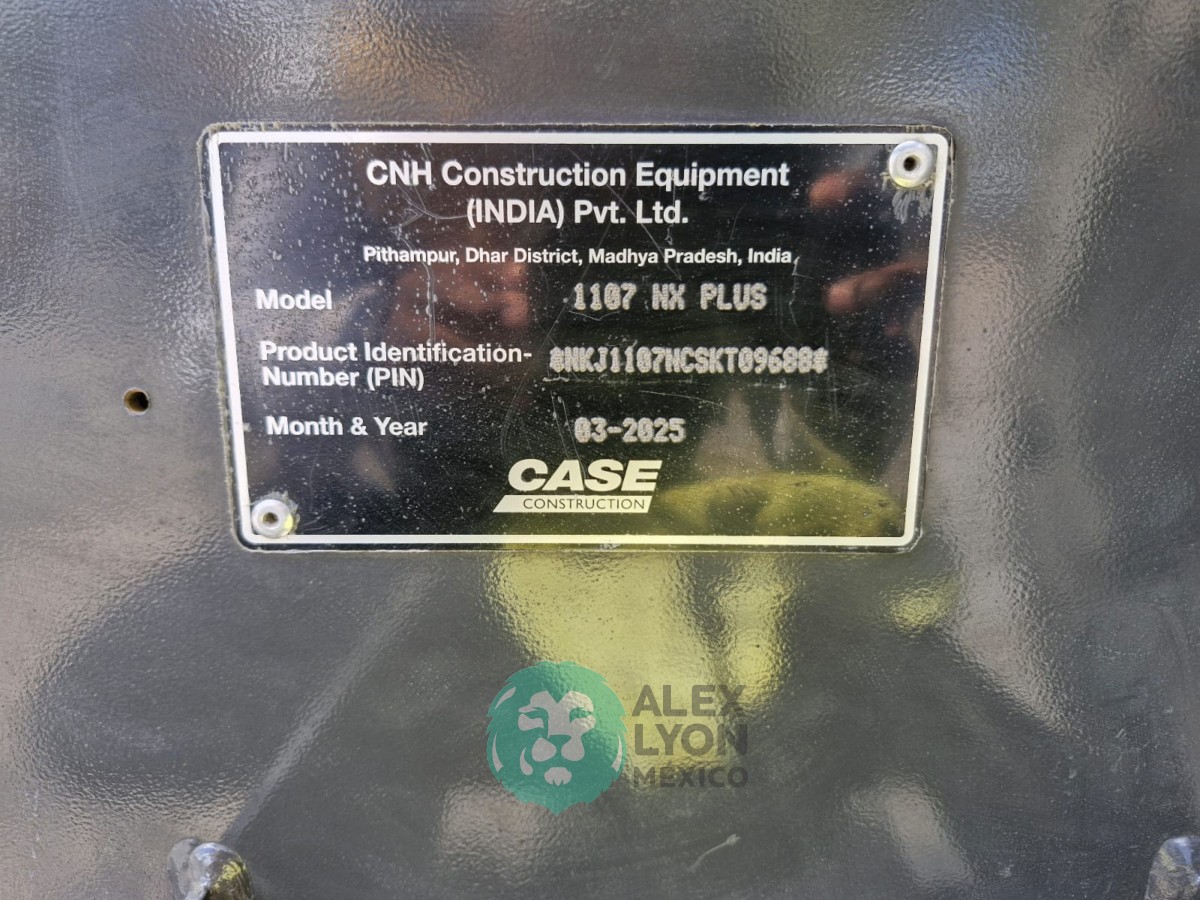 CNH Construction Equipment
(INDIA) Pvt. Ltd.
Pithampur, Dhar District, Madhya Pradesh, India
Model 1107 NX PLUS
Product Identification-
Number (PIN) *NKJ1107NCSKT09688*
Month & Year 03-2025
CASE
CONSTRUCTION
ALEX
LYON
MÉXICO